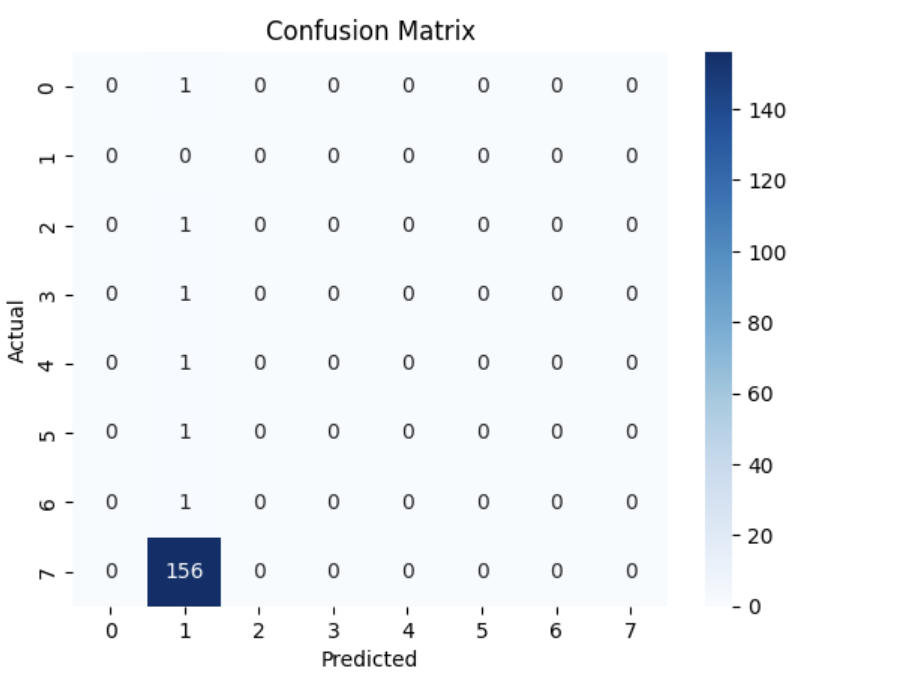 Confusion Matrix
0 0 1 0 0 0 0 0 0
1 0 0 0 0 0 0 0 0
2 0 1 0 0 0 0 0 0
3 0 1 0 0 0 0 0 0
4 0 1 0 0 0 0 0 0
5 0 1 0 0 0 0 0 0
6 0 1 0 0 0 0 0 0
7 0 156 0 0 0 0 0 0
0 1 2 3 4 5 6 7
Predicted
Actual
140
120
100
80
60
40
20
0